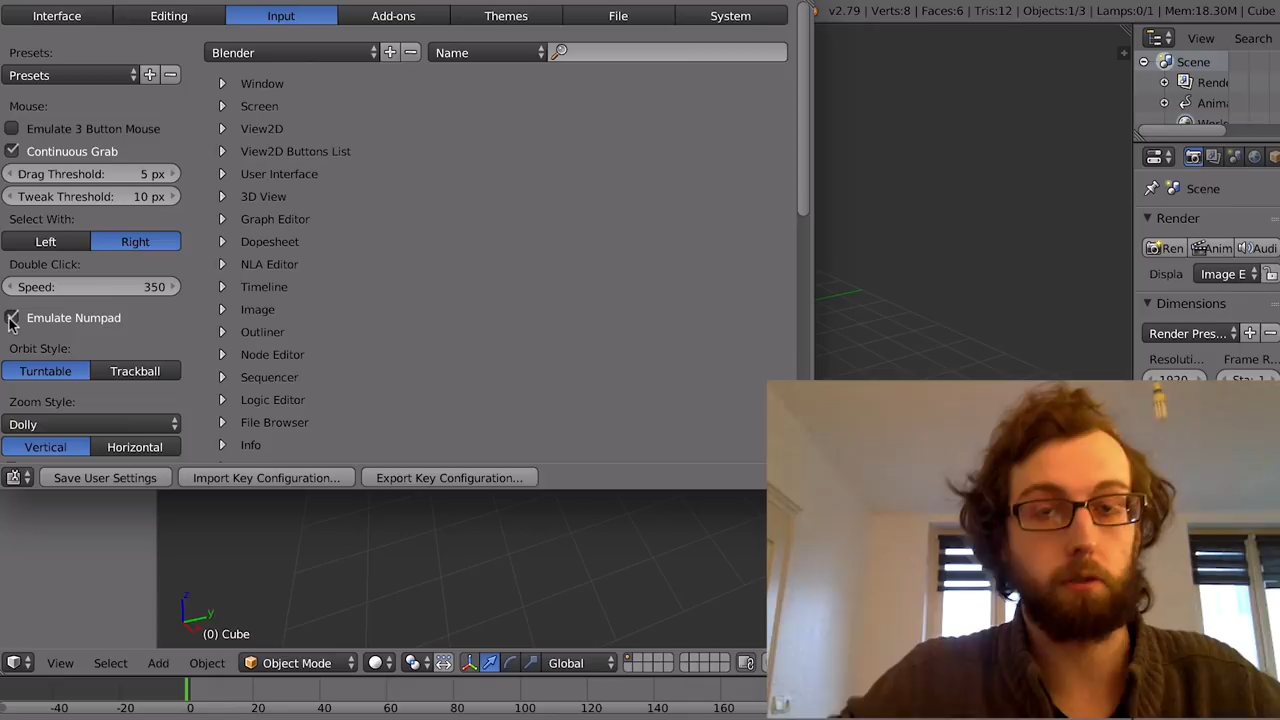 Interface Editing Input Add-ons Themes File System
v2.79 | Verts:8 | Faces:6 | Tris:12 | Objects:1/3 | Lamps:0/1 | Mem:18.30M | Cube
Presets:
Blender
Name
View Search
Presets
Scene
Window
Rende
Mouse:
Screen
Anima
Emulate 3 Button Mouse
View2D
Continuous Grab
View2D Buttons List
Drag Threshold: 5 px
User Interface
Tweak Threshold: 10 px
3D View
Scene
Select With:
Graph Editor
Render
Left Right
Dopesheet
Ren Anim Audi
Double Click:
NLA Editor
Displa Image E
Speed: 350
Timeline
Dimensions
Emulate Numpad
Image
Outliner
Render Pres...
Orbit Style:
Node Editor
Resoluti... Frame R...
Turntable Trackball
Sequencer
1920
Zoom Style:
Logic Editor
Dolly
File Browser
Vertical Horizontal
Info
Save User Settings Import Key Configuration... Export Key Configuration...
z
y
(0) Cube
View Select Add Object Object Mode Global
-40 -20 0 20 40 60 80 100 120 140 160